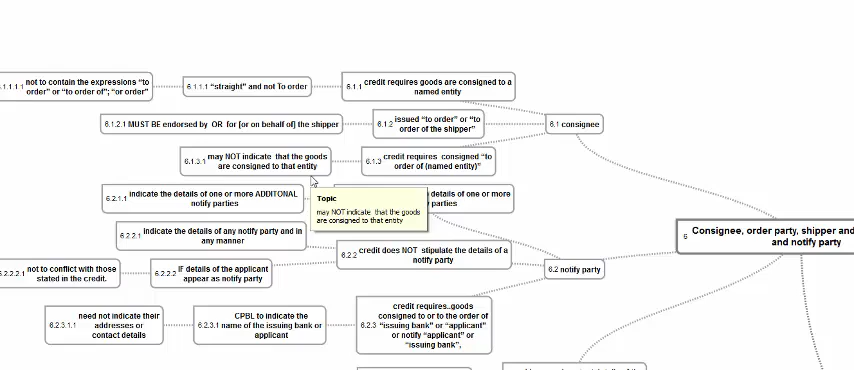 6.1.1.1.1 not to contain the expressions “to
order” or “to order of”; “or order”
6.1.1.1 “straight” and not To order
6.1.1 credit requires goods are consigned to a
named entity
6.1.2.1 MUST BE endorsed by OR for [or on behalf of] the shipper
6.1.2 issued “to order” or “to
order of the shipper”
6.1 consignee
6.1.3.1 may NOT indicate that the goods
are consigned to that entity
6.1.3 credit requires consigned “to
order of (named entity)”
6.2.1.1 indicate the details of one or more ADDITONAL
notify parties
details of one or more
parties
Topic
may NOT indicate that the goods
are consigned to that entity
6.2.2.1 indicate the details of any notify party and in
any manner
6.2.2 credit does NOT stipulate the details of a
notify party
6 Consignee, order party, shipper and
and notify party
6.2.2.2.1 not to conflict with those
stated in the credit.
6.2.2.2 IF details of the applicant
appear as notify party
6.2 notify party
6.2.3.1.1 need not indicate their
addresses or
contact details
6.2.3.1 CPBL to indicate the
name of the issuing bank or
applicant
6.2.3 credit requires..goods
consigned to or to the order of
“issuing bank” or “applicant”
or notify “applicant” or
“issuing bank”,